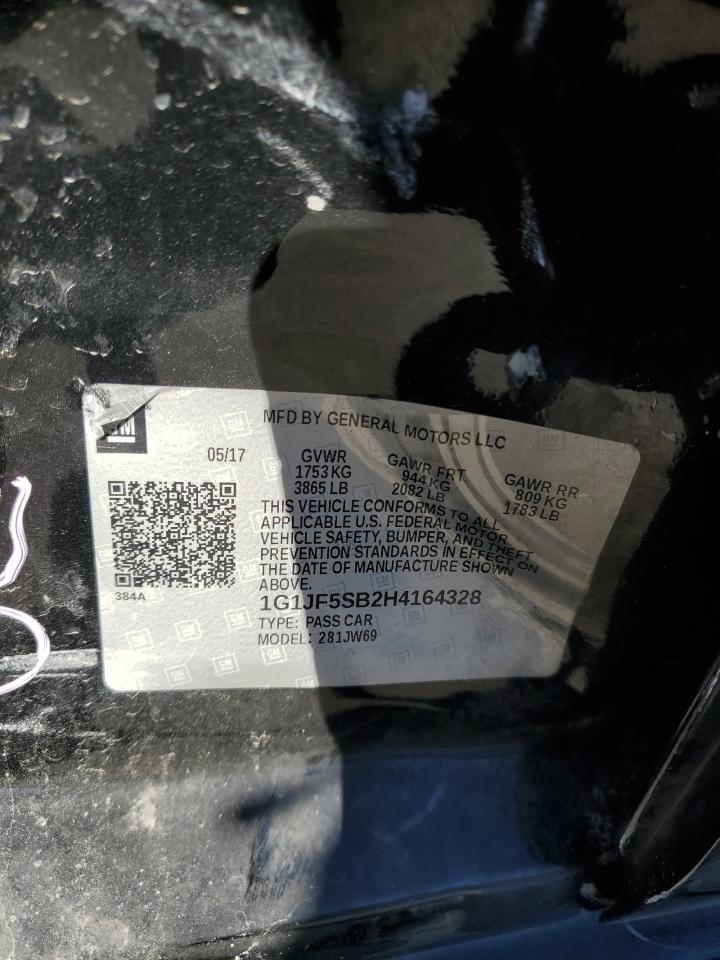 GM
MFD BY GENERAL MOTORS LLC
05/17 GVWR GAWR FRT GAWR RR
1753 KG 944 KG 809 KG
3865 LB 2082 LB 1783 LB
THIS VEHICLE CONFORMS TO ALL
APPLICABLE U.S. FEDERAL MOTOR
VEHICLE SAFETY, BUMPER, AND THEFT
PREVENTION STANDARDS IN EFFECT ON
THE DATE OF MANUFACTURE SHOWN
ABOVE.
384A
1G1JF5SB2H4164328
TYPE: PASS CAR
MODEL: 281JW69